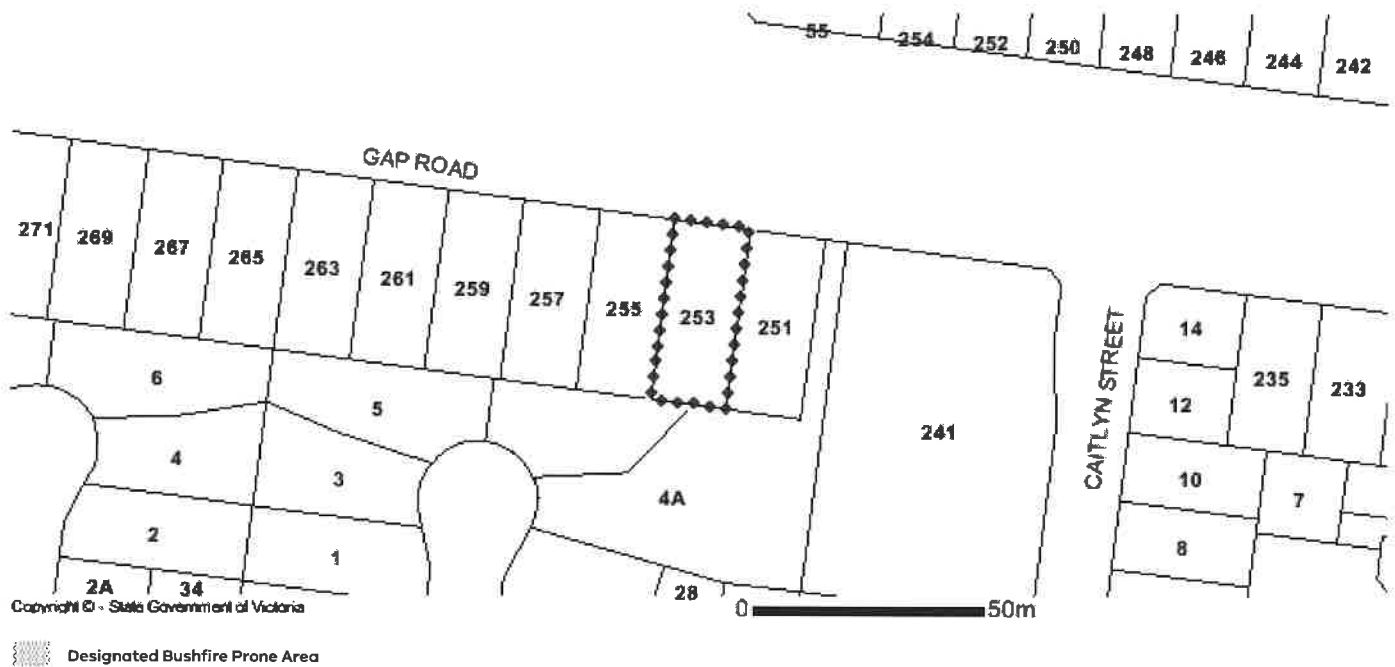 55 254 252 250 248 246 244 242
GAP ROAD
271 269 267 265 263 261 259 257 255 253 251
CAITLYN STREET
14
235 233
6
5
12
241
4
3
10
7
4A
2
1
8
2A 34
28
Copyright © - State Government of Victoria
0 50m
Designated Bushfire Prone Area